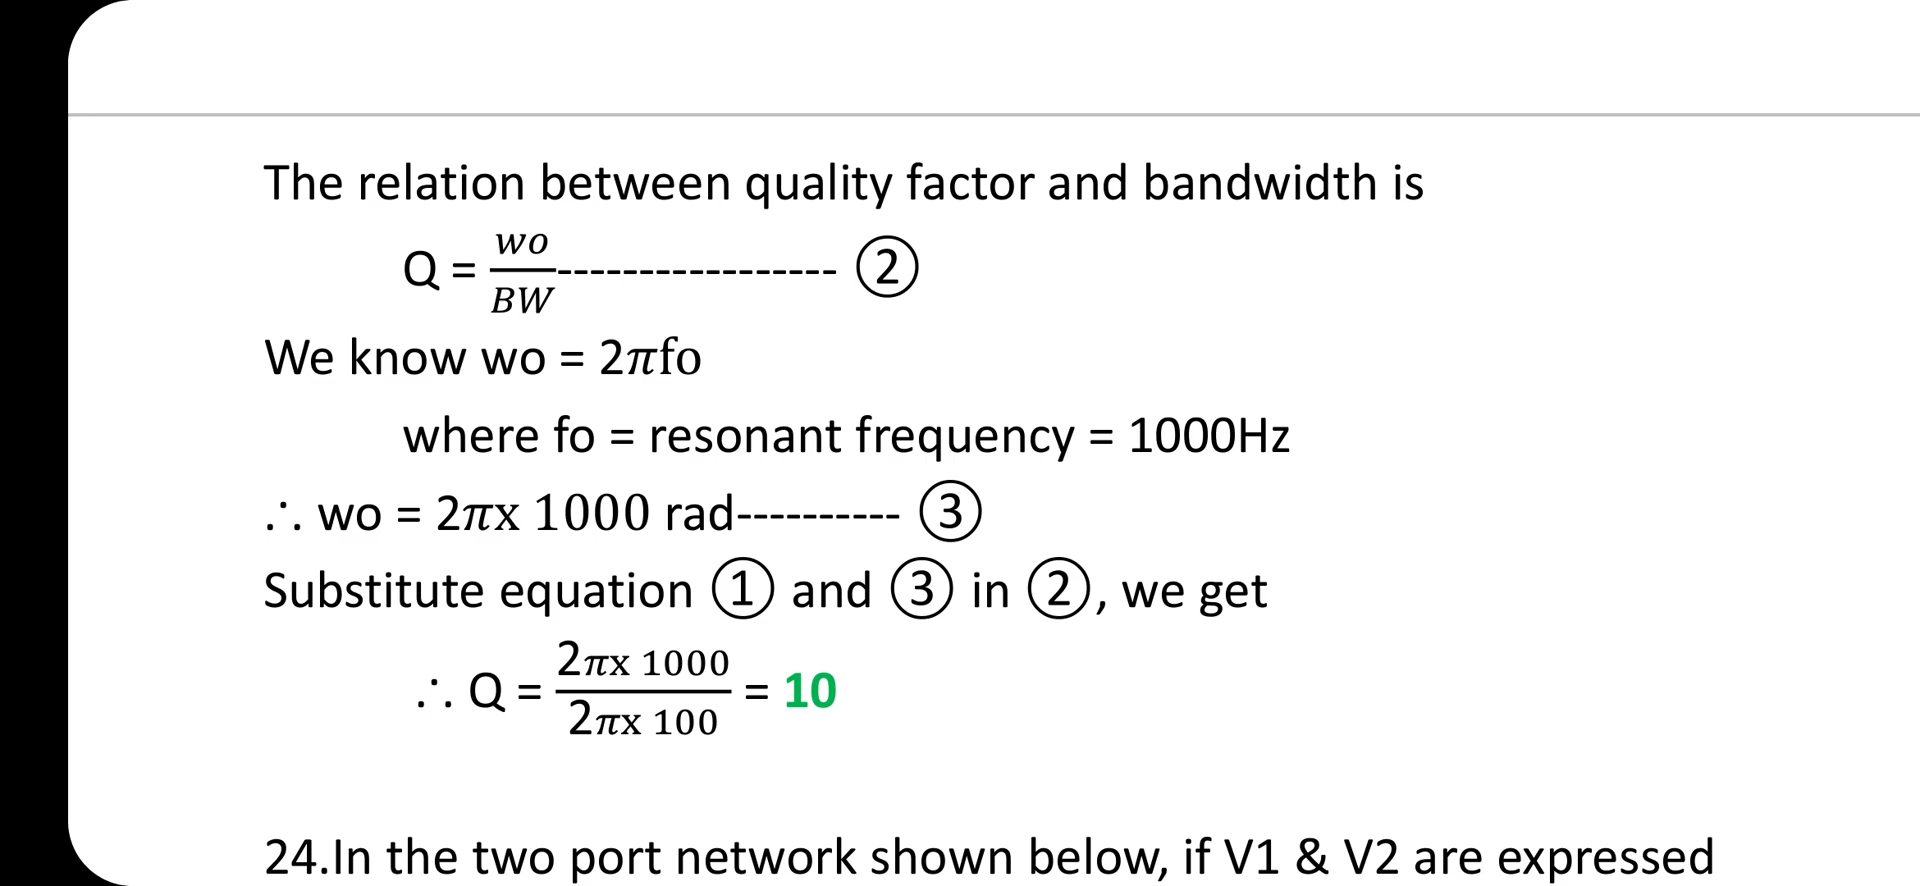 The relation between quality factor and bandwidth is
Q = wo/BW ----------------- ②
We know wo = 2πfo
where fo = resonant frequency = 1000Hz
∴ wo = 2πx 1000 rad---------- ③
Substitute equation ① and ③ in ②, we get
∴ Q = 2πx 1000/2πx 100 = 10
24.In the two port network shown below, if V1 & V2 are expressed